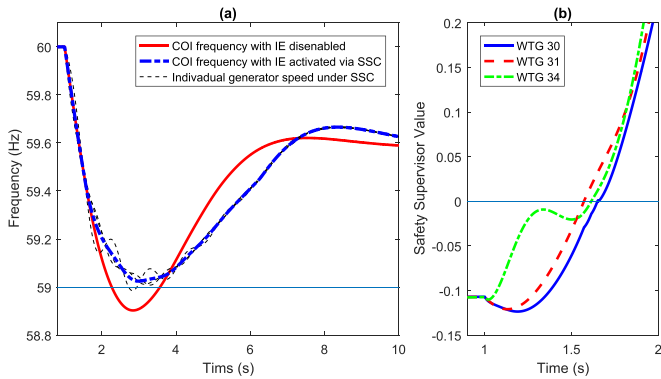 (a)
COI frequency with IE disenabled
COI frequency with IE activated via SSC
Indivadual generator speed under SSC
Frequency (Hz)
60
59.8
59.6
59.4
59.2
59
58.8
2
4
6
8
10
Tims (s)
(b)
WTG 30
WTG 31
WTG 34
Safety Supervisor Value
0.2
0.15
0.1
0.05
0
-0.05
-0.1
-0.15
1
1.5
2
Time (s)